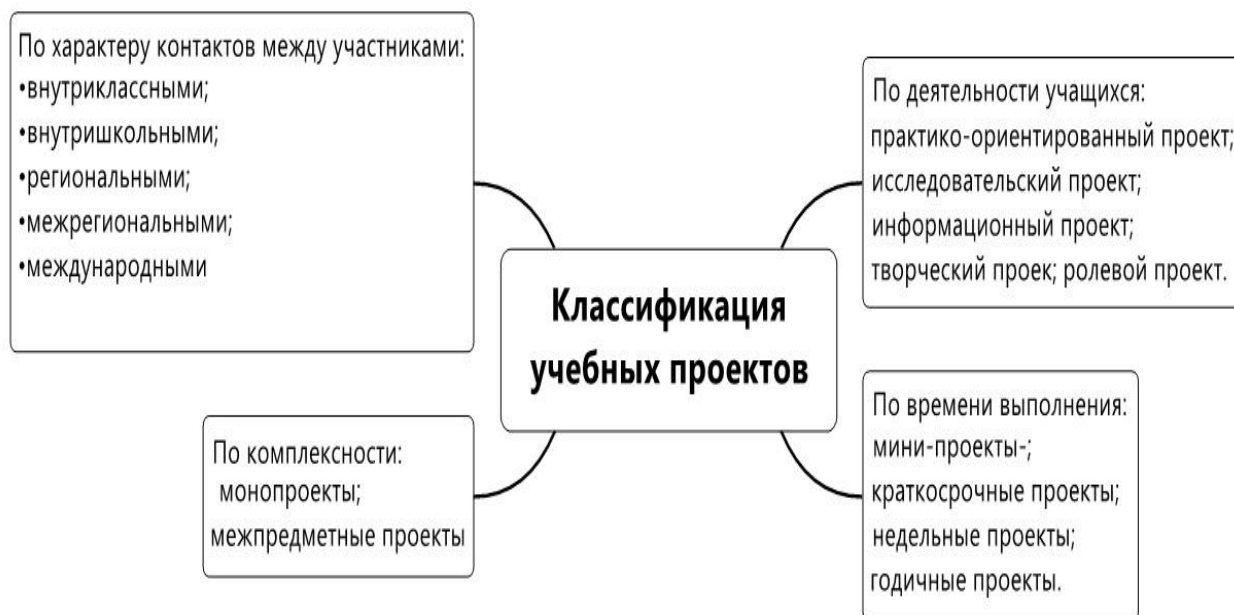 По характеру контактов между участниками:
•внутриклассными;
•внутришкольными;
•региональными;
•межрегиональными;
•международными
По деятельности учащихся:
практико-ориентированный проект;
исследовательский проект;
информационный проект;
творческий проек; ролевой проект.
Классификация
учебных проектов
По комплексности:
монопроекты;
межпредметные проекты
По времени выполнения:
мини-проекты-;
краткосрочные проекты;
недельные проекты;
годичные проекты.